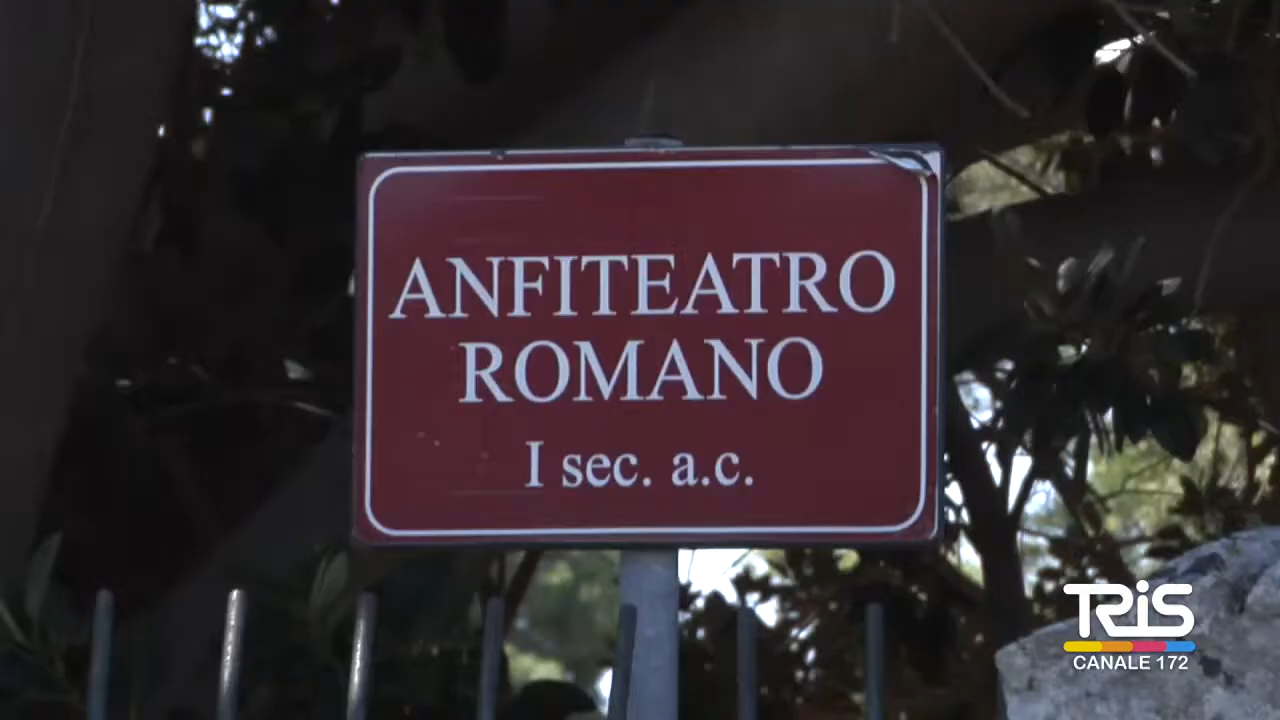 ANFITEATRO
ROMANO
I sec. a.c.
TRiS
CANALE 172